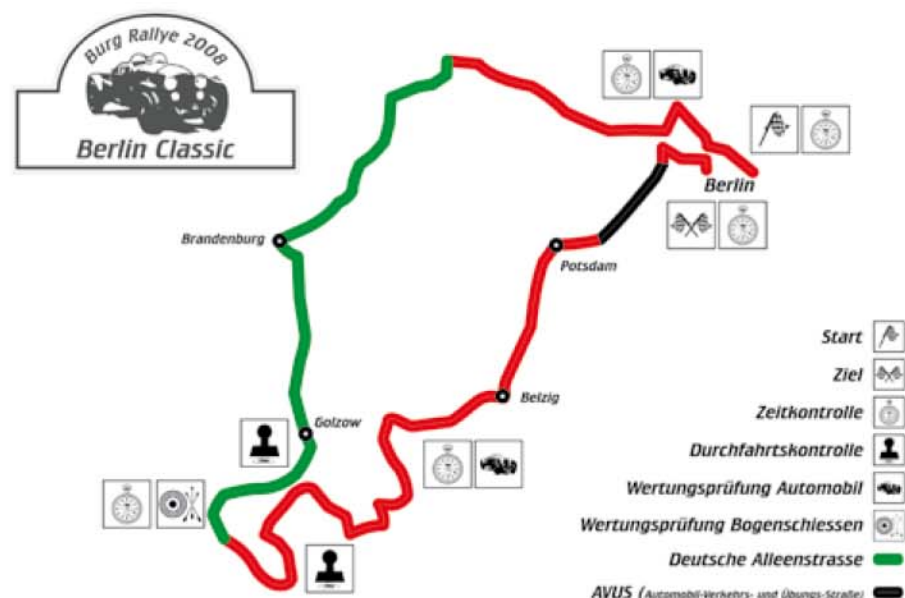 Burg Rallye 2008
Berlin Classic
Berlin
Brandenburg
Potsdam
Belzig
Golzow
Start
Ziel
Zeitkontrolle
Durchfahrtskontrolle
Wertungsprüfung Automobil
Wertungsprüfung Bogenschiessen
Deutsche Alleenstrasse
AVUS (Automobil-Verkehrs- und Übungs-Straße)